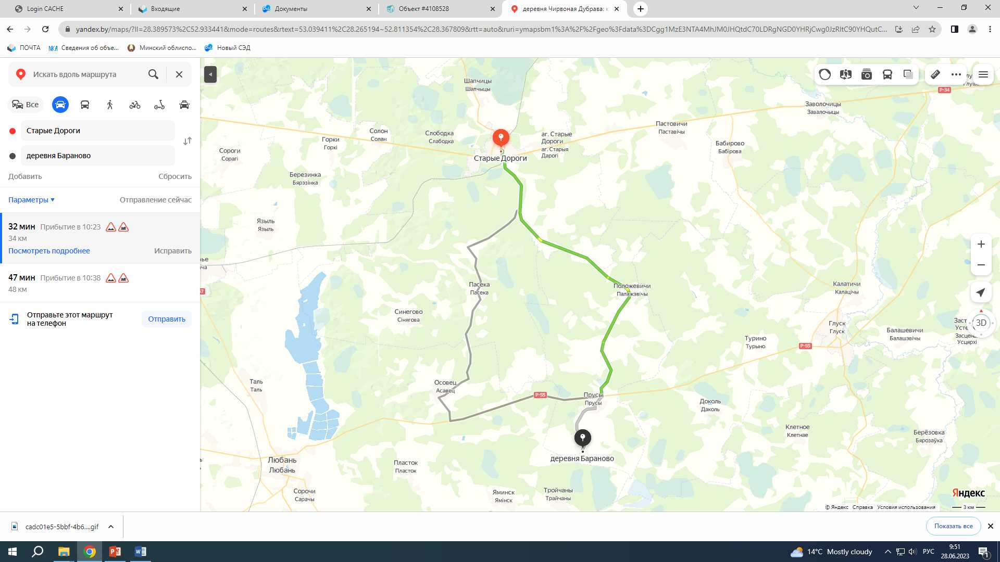 Login CACHE
Входящие
Документы
Объект #4108528
деревня Чирвоная Дубрава: к
yandex.by/maps/?ll=28.389573%2C52.933441&mode=routes&rtext=53.039411%2C28.265194~52.811354%2C28.367809&rtt=auto&ruri=ymapsbm1%3A%2F%2Fgeo%3Fdata%3DCgg1MzE3NTA4MhJM0JHQtdC70LDRgNGD0YHRjCwg0JzRltC90YHQutC...
ПОЧТА
NKA Сведения об объе...
Минский облиспо...
Новый СЭД
Искать вдоль маршрута
Все
Старые Дороги
деревня Бараново
Добавить
Сбросить
Параметры
Отправление сейчас
32 мин Прибытие в 10:23
34 км
Посмотреть подробнее
Исправить
47 мин Прибытие в 10:38
48 км
Отправьте этот маршрут
на телефон
Отправить
Шапчицы
Шапчыцы
Р-34
Заволочицы
Завалочыцы
Пастовичи
Паставічы
Солон
Солан
Слободка
Слабодка
аг. Старые
Дороги
аг. Старыя
Дарогі
Горки
Горкі
Бабирово
Бабірова
Сороги
Сорагі
Старые Дороги
Березинка
Бярэзінка
Языль
Языль
Пасека
Пасека
Положевичи
Палажэвічы
Калатичи
Калацічы
Синегово
Сінягова
Глуск
Глуск
Балашевичи
Балашэвічы
Турино
Турыно
Р-55
3D
Таль
Таль
Осовец
Асавец
Р-55
Прусы
Прусы
Доколь
Даколь
Клетное
Клетнае
Берёзовка
Бярозаўка
деревня Бараново
Любань
Любань
Пласток
Пласток
Сорочи
Сарачы
Яминск
Ямінск
Тройчаны
Трайчаны
Яндекс
© Яндекс Справка Условия использования
3 км
cadc01e5-5bbf-4b6....gif
Показать все
14°C Mostly cloudy
РУС
9:51
28.06.2023
1